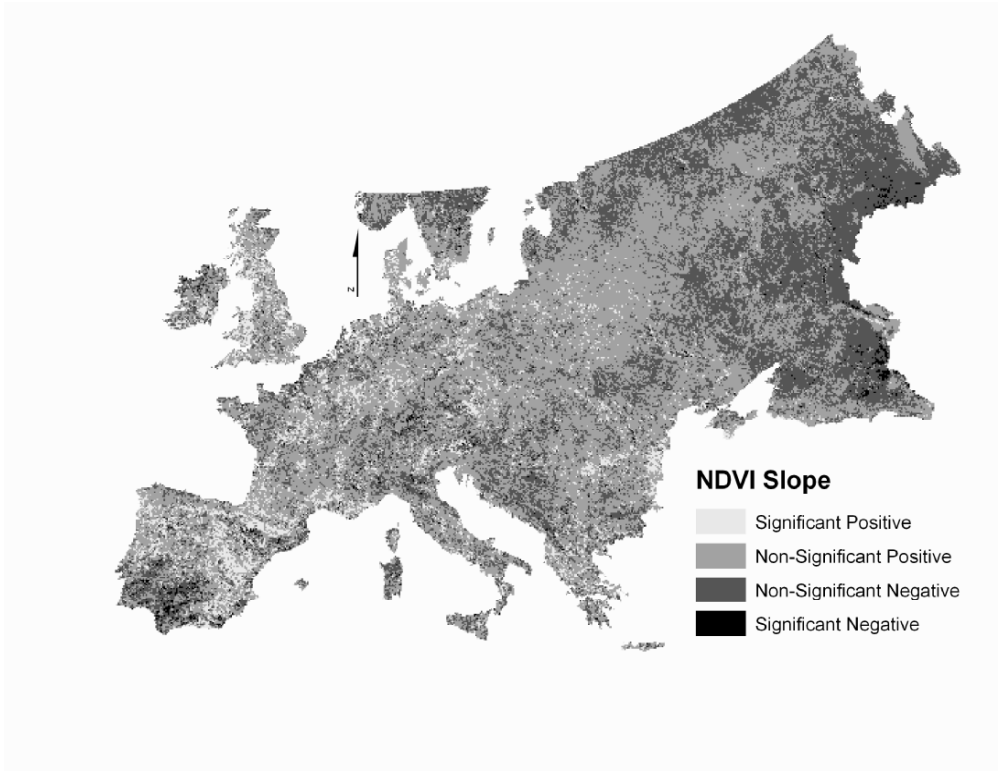 N
NDVI Slope
Significant Positive
Non-Significant Positive
Non-Significant Negative
Significant Negative